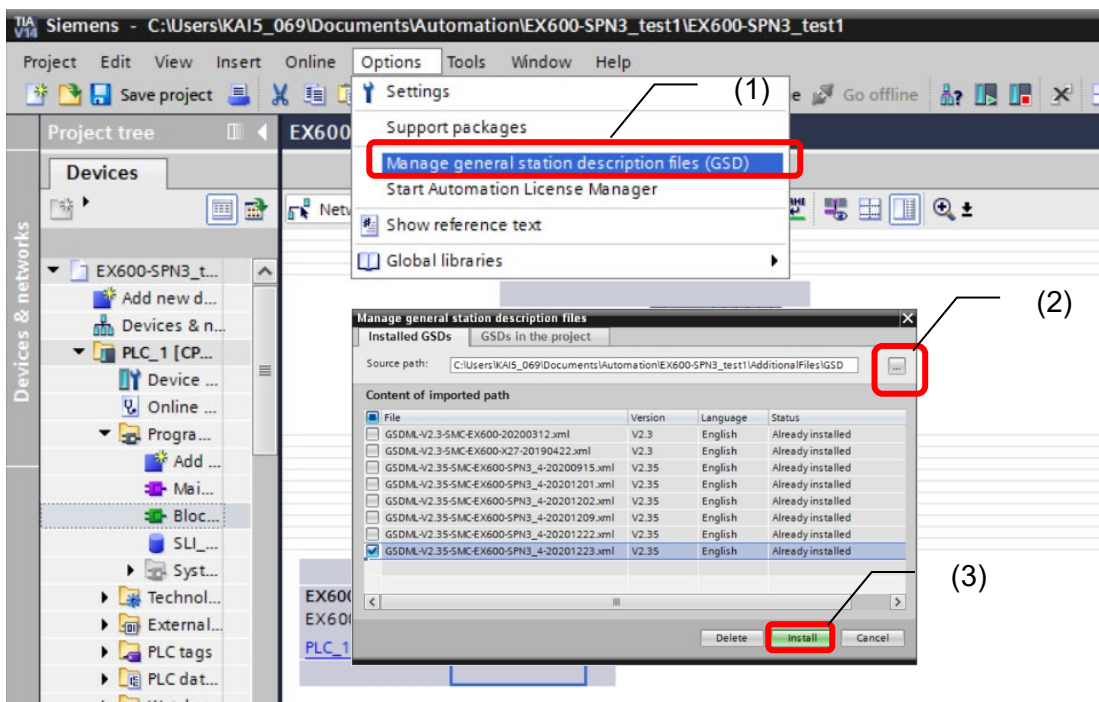 TIA V14 Siemens - C:\Users\KAI5_069\Documents\Automation\EX600-SPN3_test1\EX600-SPN3_test1
Project Edit View Insert Online Options Tools Window Help
Save project
Go offline
Settings
Support packages
Manage general station description files (GSD)
Start Automation License Manager
Show reference text
Global libraries
(1)
Project tree
EX600
Devices
Devices & networks
Netw
EX600-SPN3_t...
Add new d...
Devices & n...
PLC_1 [CP...
Device ...
Online ...
Progra...
Add ...
Mai...
Bloc...
SLI_...
Syst...
Technol...
External...
PLC tags
PLC dat...
(2)
Manage general station description files
Installed GSDs GSDs in the project
Source path: C:\Users\KAI5_069\Documents\Automation\EX600-SPN3_test1\AdditionalFiles\GSD ...
Content of imported path
File Version Language Status
GSDML-V2.3-SMC-EX600-20200312.xml V2.3 English Already installed
GSDML-V2.3-SMC-EX600-X27-20190422.xml V2.3 English Already installed
GSDML-V2.35-SMC-EX600-SPN3_4-20200915.xml V2.35 English Already installed
GSDML-V2.35-SMC-EX600-SPN3_4-20201201.xml V2.35 English Already installed
GSDML-V2.35-SMC-EX600-SPN3_4-20201202.xml V2.35 English Already installed
GSDML-V2.35-SMC-EX600-SPN3_4-20201209.xml V2.35 English Already installed
GSDML-V2.35-SMC-EX600-SPN3_4-20201222.xml V2.35 English Already installed
GSDML-V2.35-SMC-EX600-SPN3_4-20201223.xml V2.35 English Already installed
(3)
Delete Install Cancel
EX600
EX600
PLC_1